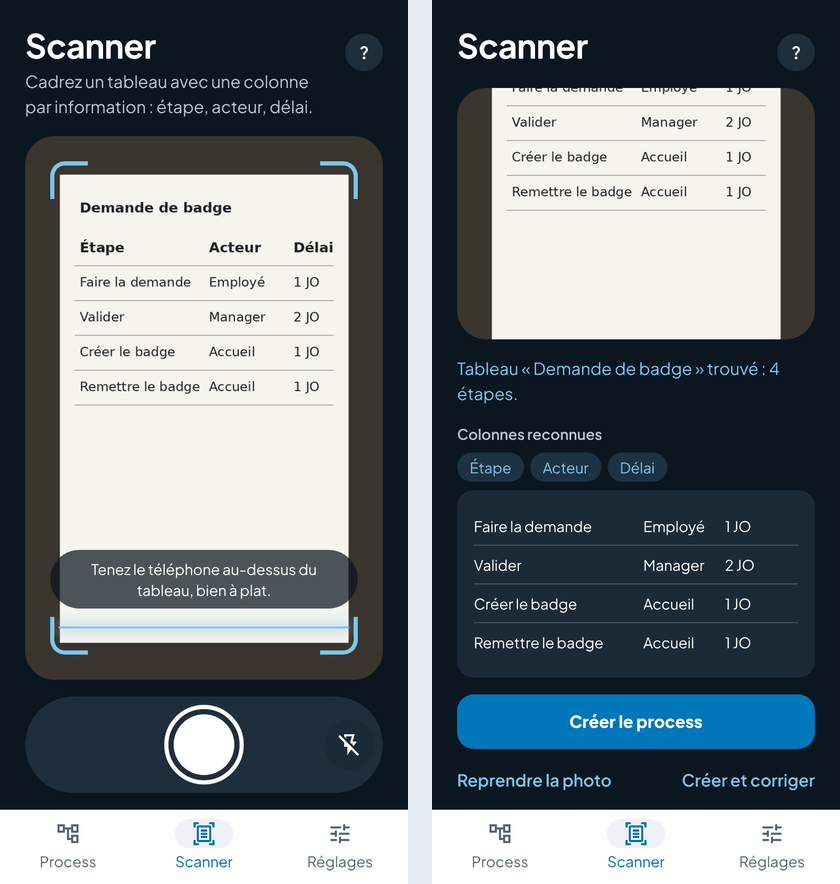 Scanner
?
Cadrez un tableau avec une colonne
par information : étape, acteur, délai.
Demande de badge
Étape Acteur Délai
Faire la demande Employé 1 JO
Valider Manager 2 JO
Créer le badge Accueil 1 JO
Remettre le badge Accueil 1 JO
Tenez le téléphone au-dessus du
tableau, bien à plat.
Process Scanner Réglages
Scanner
?
Faire la demande Employé 1 JO
Valider Manager 2 JO
Créer le badge Accueil 1 JO
Remettre le badge Accueil 1 JO
Tableau « Demande de badge » trouvé : 4
étapes.
Colonnes reconnues
Étape Acteur Délai
Faire la demande Employé 1 JO
Valider Manager 2 JO
Créer le badge Accueil 1 JO
Remettre le badge Accueil 1 JO
Créer le process
Reprendre la photo Créer et corriger
Process Scanner Réglages